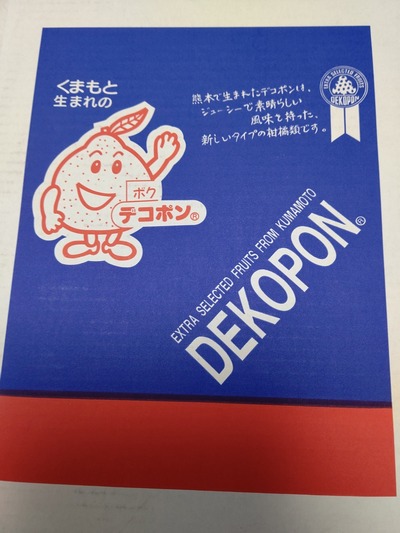 くまもと
生まれの
ボク
デコポン®
熊本で生まれたデコポンは、
ジューシーで素晴らしい
風味を持った、
新しいタイプの柑橘類です。
EXTRA SELECTED FRUITS
DEKOPON
EXTRA SELECTED FRUITS FROM KUMAMOTO
DEKOPON®